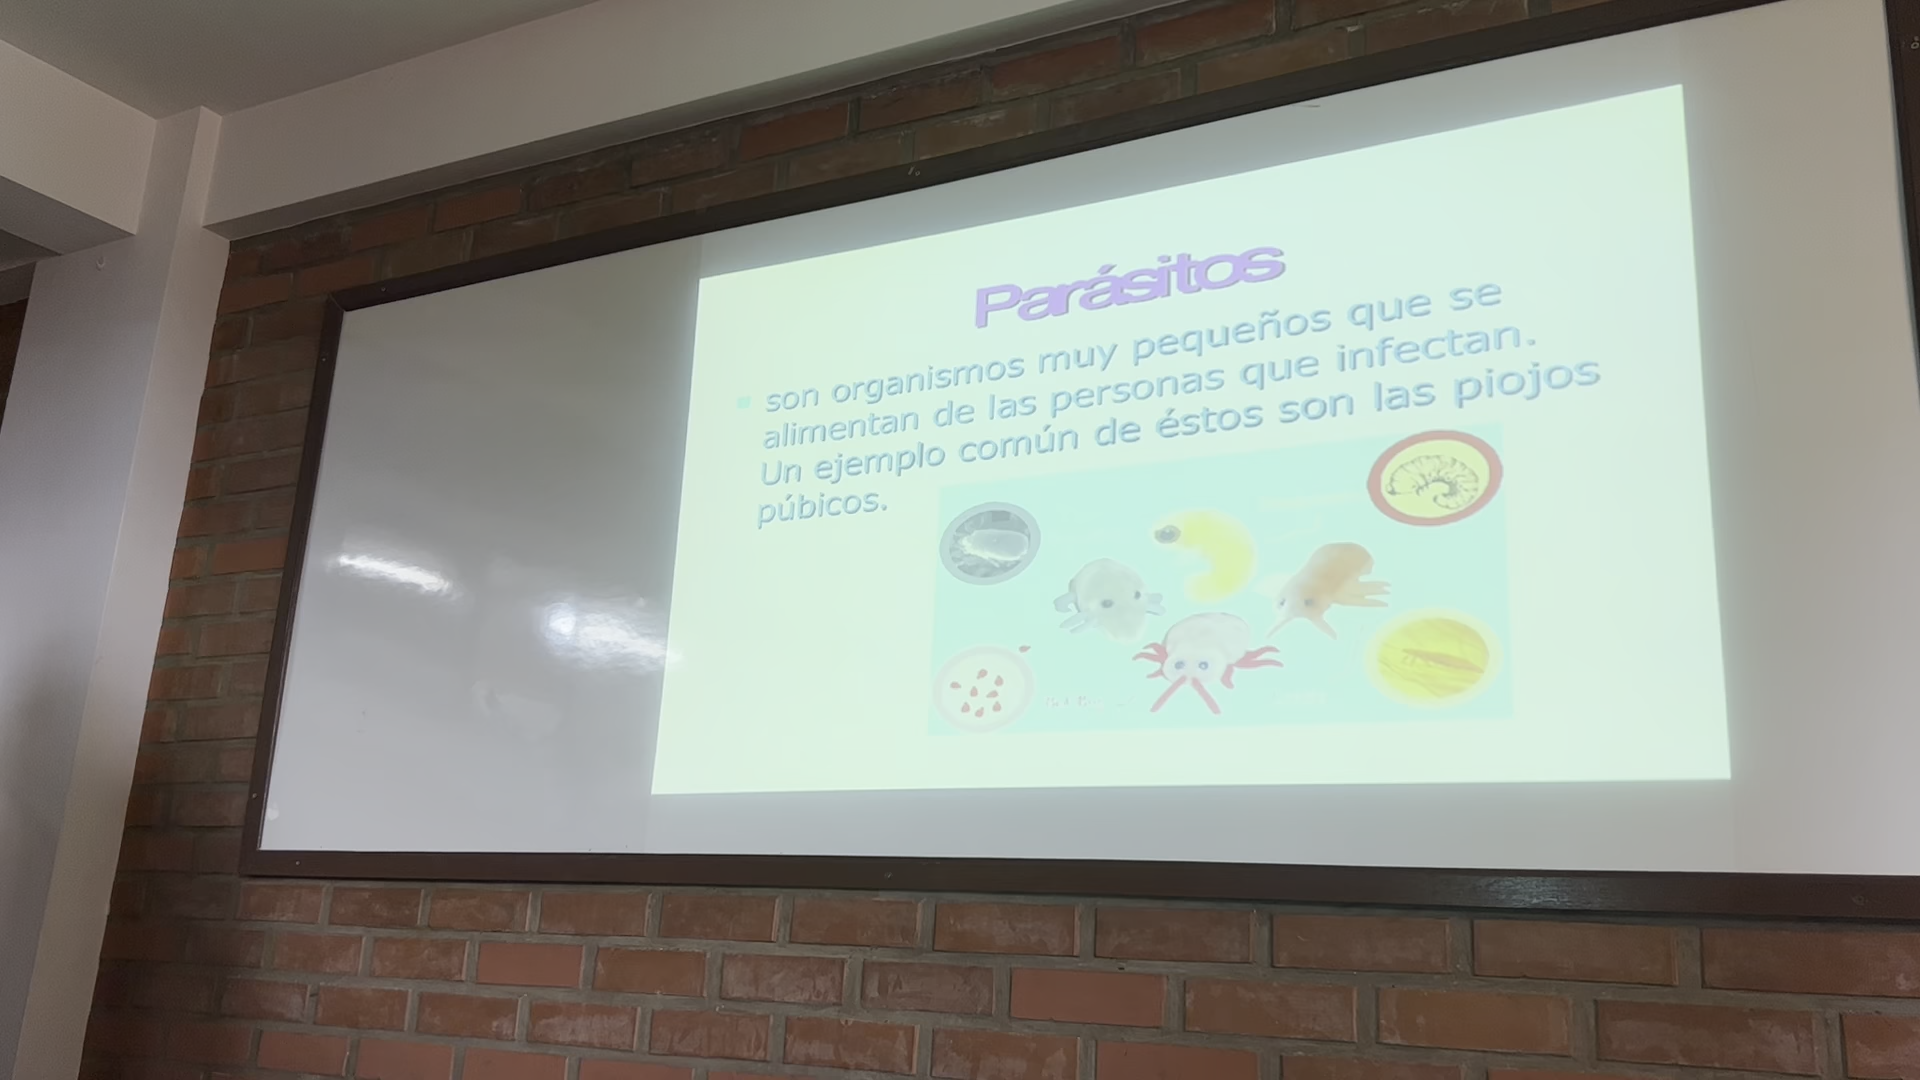 Parásitos
son organismos muy pequeños que se
alimentan de las personas que infectan.
Un ejemplo común de éstos son las piojos
púbicos.